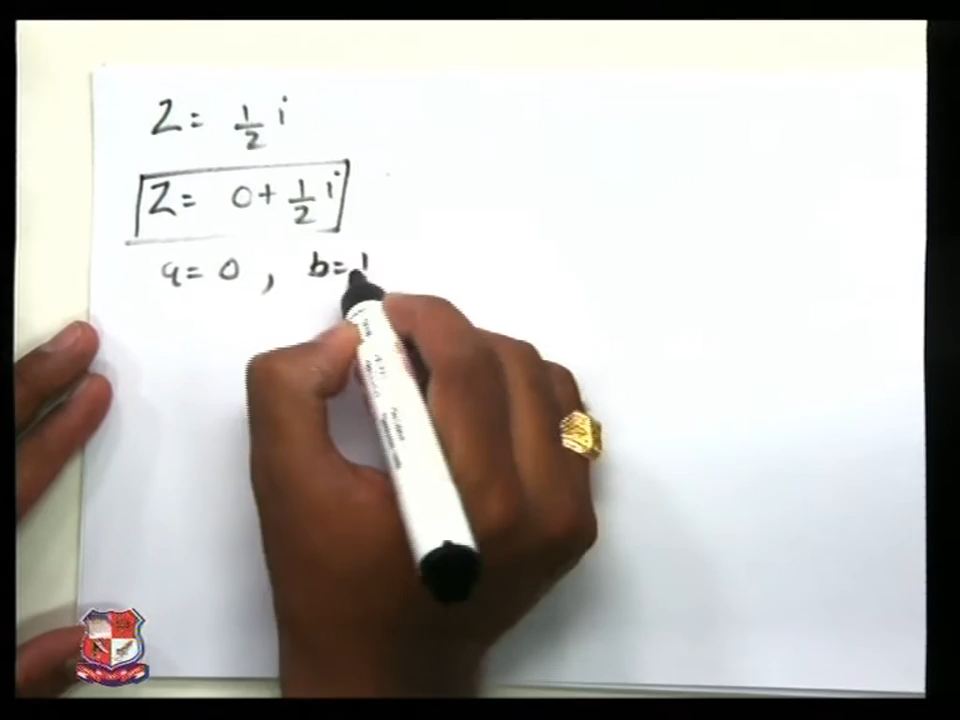 Z = 1/2 i
Z = 0 + 1/2 i
a = 0 , b = 1